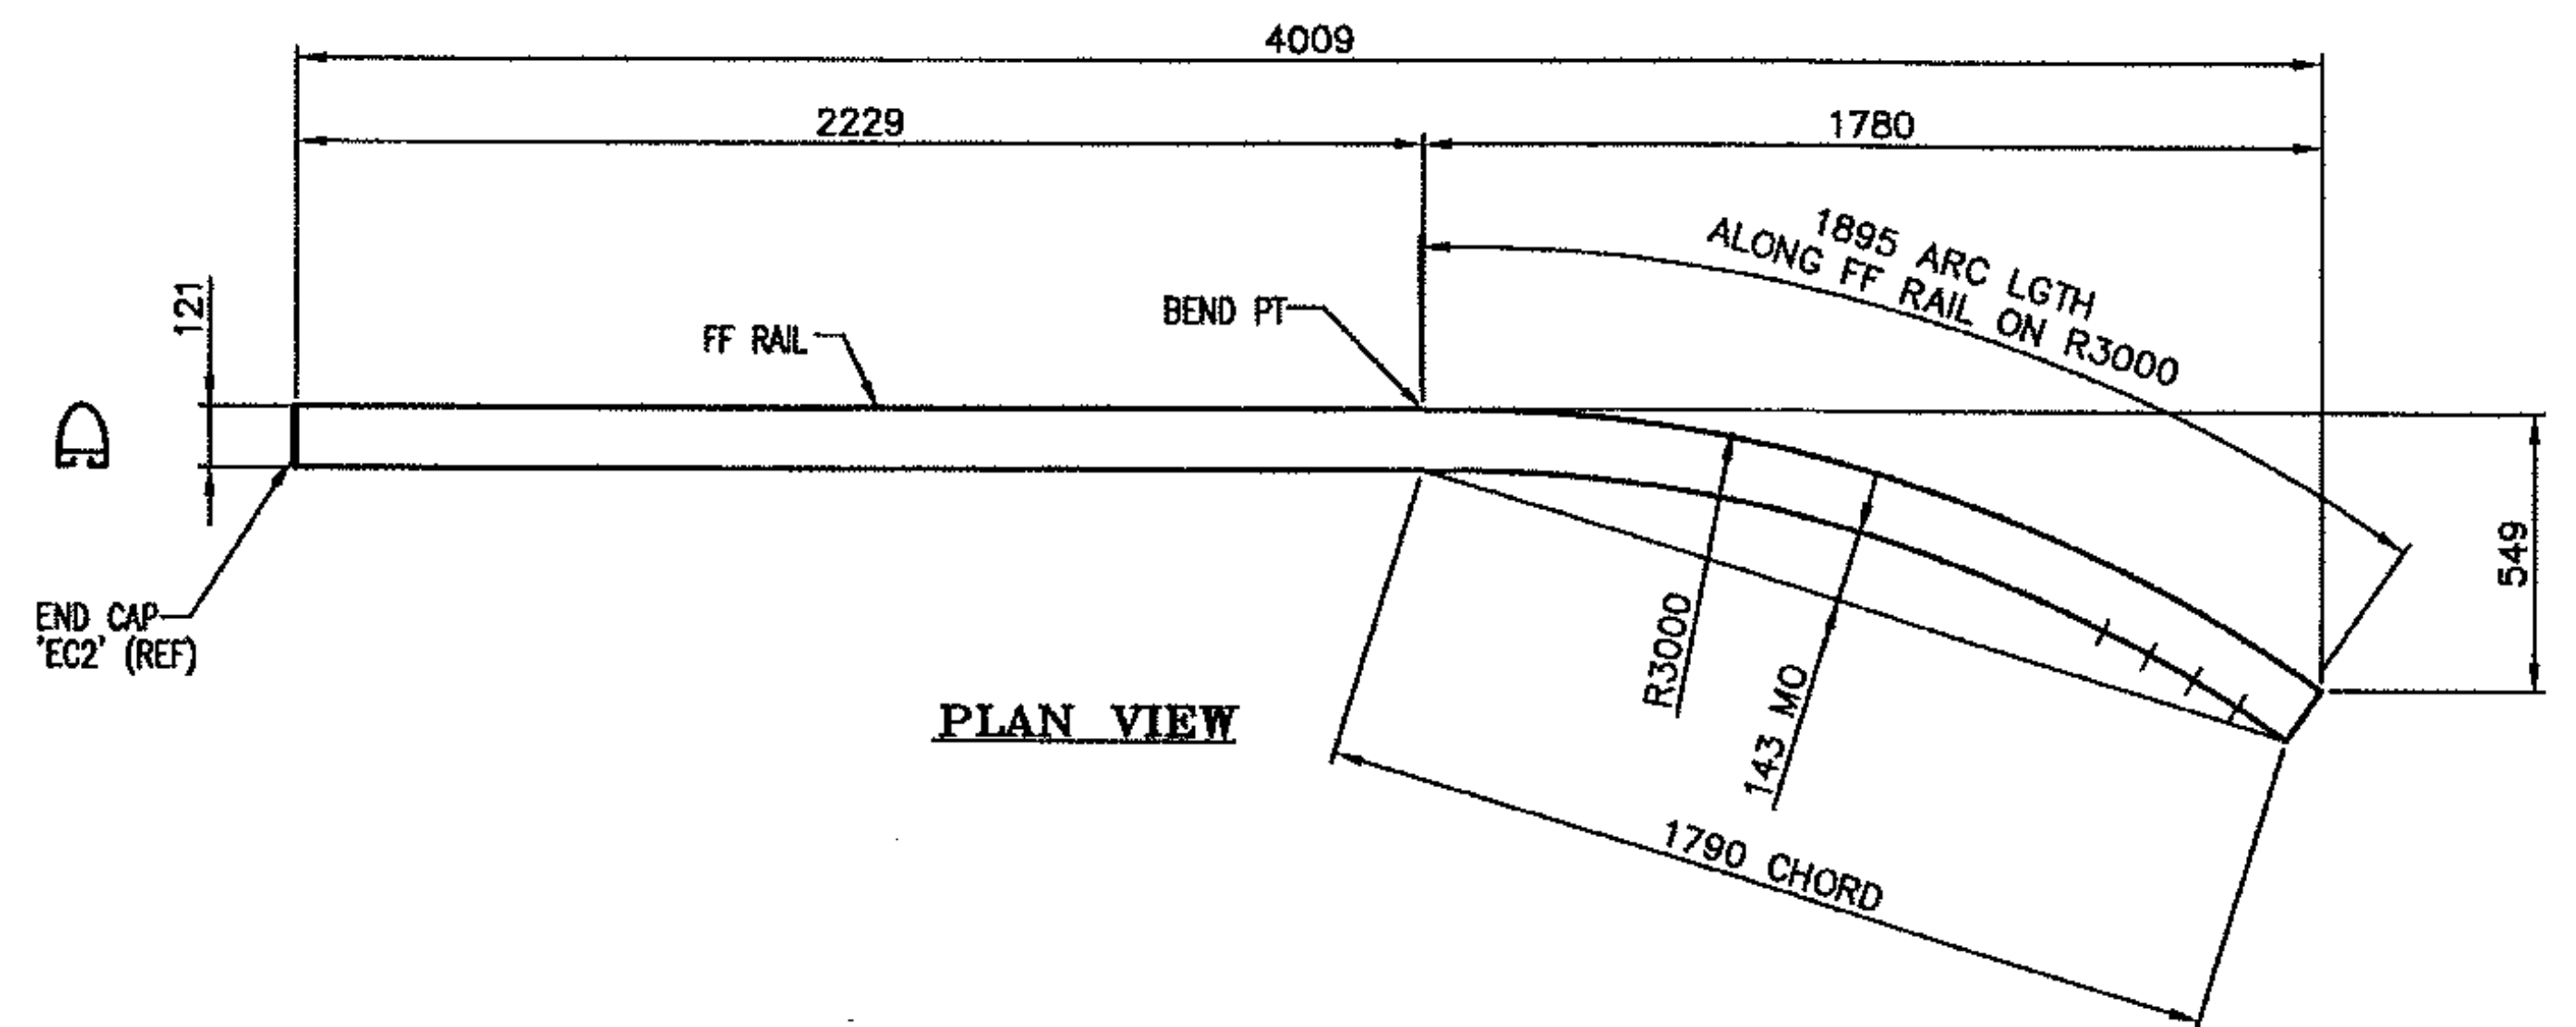 4009
2229
1780
1895 ARC LGTH
ALONG FF RAIL ON R3000
121
BEND PT
FF RAIL
549
END CAP
'EC2' (REF)
R3000
143 MO
PLAN VIEW
1790 CHORD